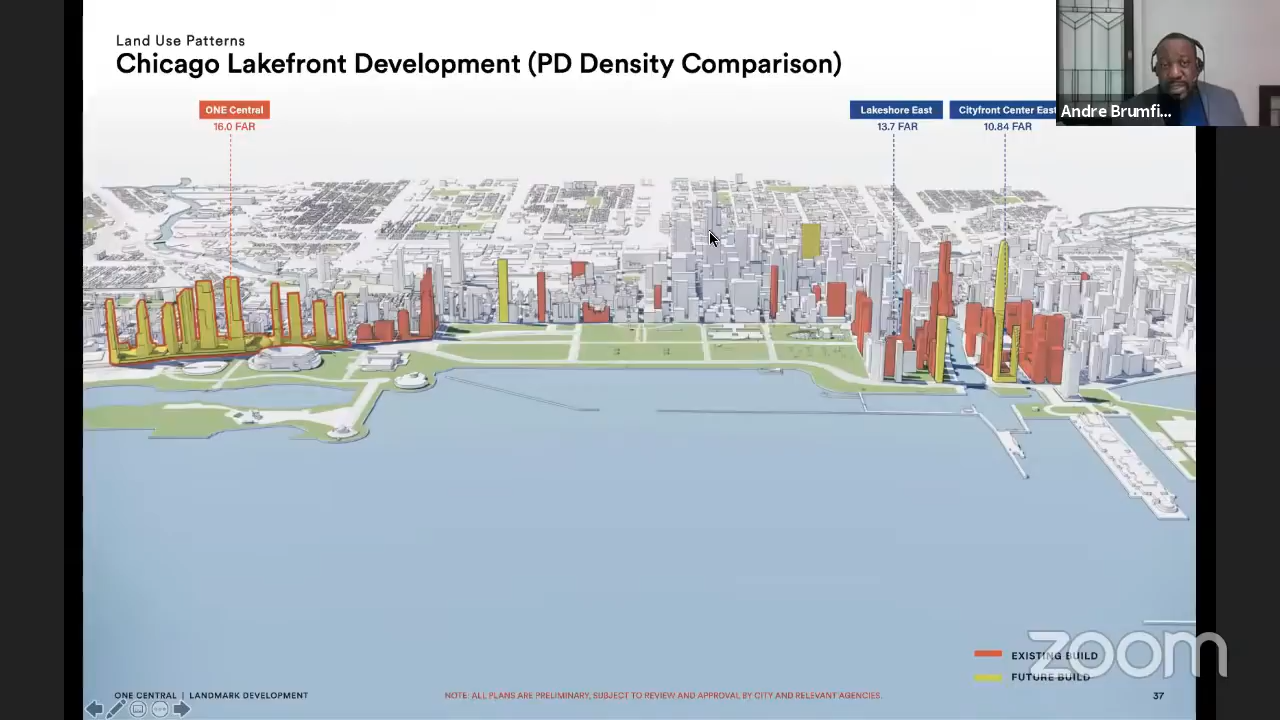 Land Use Patterns
Chicago Lakefront Development (PD Density Comparison)
ONE Central
16.0 FAR
Lakeshore East
13.7 FAR
Cityfront Center East
10.84 FAR
Andre Brumfi...
EXISTING BUILD
FUTURE BUILD
zoom
ONE CENTRAL | LANDMARK DEVELOPMENT
NOTE: ALL PLANS ARE PRELIMINARY, SUBJECT TO REVIEW AND APPROVAL BY CITY AND RELEVANT AGENCIES.
37